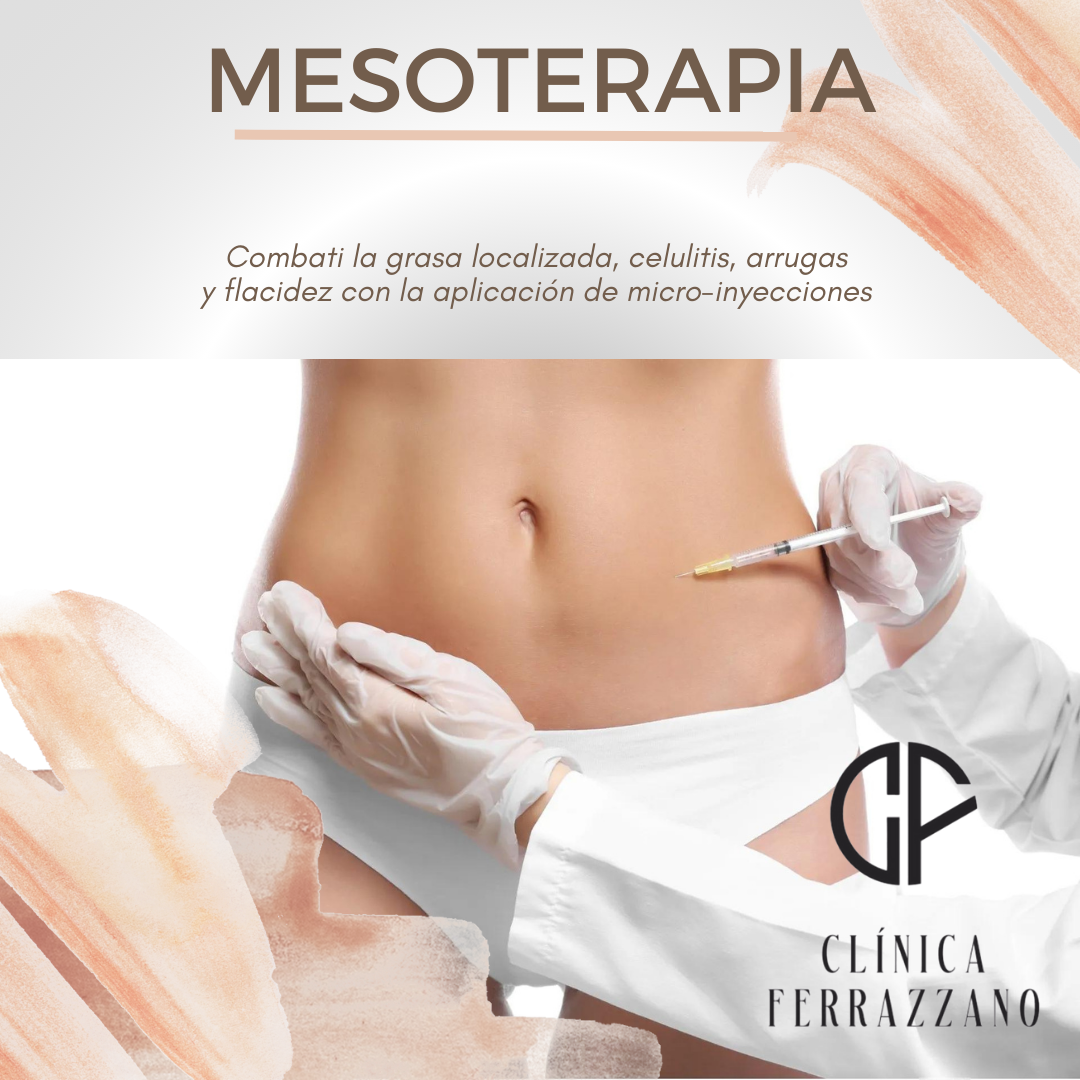 MESOTERAPIA
Combati la grasa localizada, celulitis, arrugas
y flacidez con la aplicación de micro-inyecciones
CF
CLÍNICA
FERRAZZANO